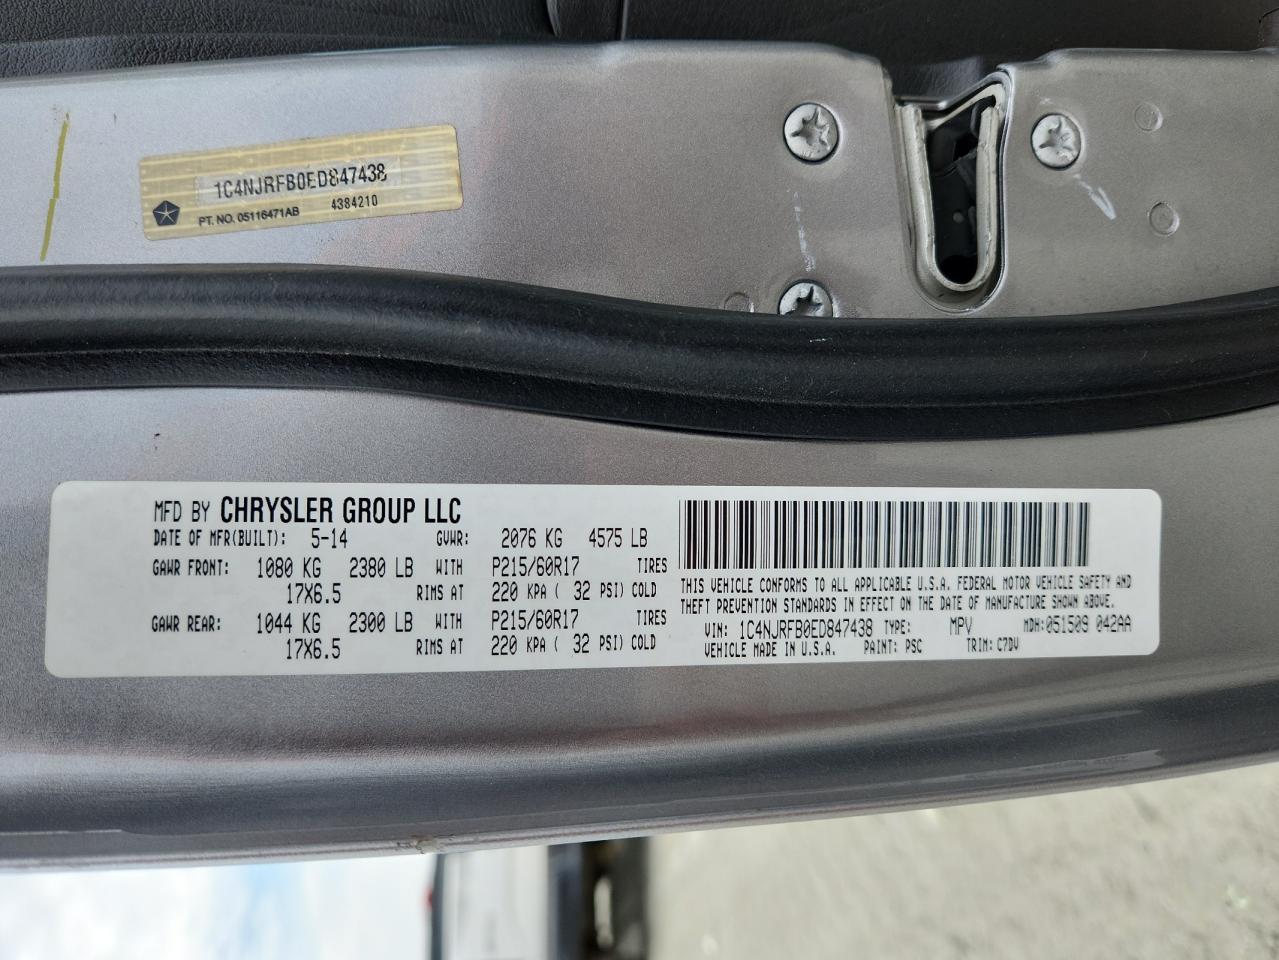 1C4NJRFB0ED847438
PT. NO. 05116471AB 4384210
MFD BY CHRYSLER GROUP LLC
DATE OF MFR(BUILT): 5-14 GVWR: 2076 KG 4575 LB
GAWR FRONT: 1080 KG 2380 LB WITH P215/60R17 TIRES
17X6.5 RIMS AT 220 KPA ( 32 PSI) COLD
GAWR REAR: 1044 KG 2300 LB WITH P215/60R17 TIRES
17X6.5 RIMS AT 220 KPA ( 32 PSI) COLD
THIS VEHICLE CONFORMS TO ALL APPLICABLE U.S.A. FEDERAL MOTOR VEHICLE SAFETY AND
THEFT PREVENTION STANDARDS IN EFFECT ON THE DATE OF MANUFACTURE SHOWN ABOVE.
VIN: 1C4NJRFB0ED847438 TYPE: MPV MDH: 051509 042AA
VEHICLE MADE IN U.S.A. PAINT: PSC TRIM: C7DV